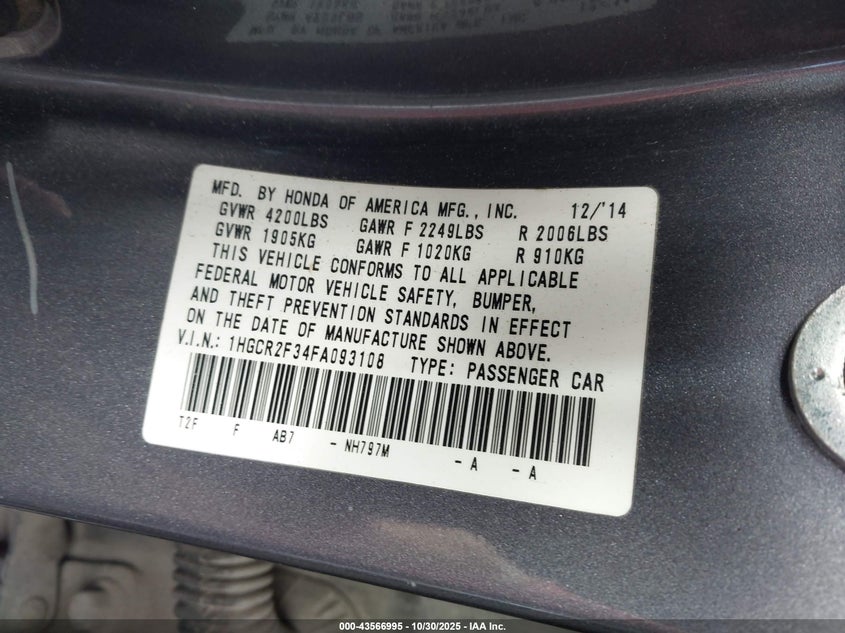 MFD. BY HONDA OF AMERICA MFG., INC. 12/'14
GVWR 4200LBS GAWR F 2249LBS R 2006LBS
GVWR 1905KG GAWR F 1020KG R 910KG
THIS VEHICLE CONFORMS TO ALL APPLICABLE
FEDERAL MOTOR VEHICLE SAFETY, BUMPER,
AND THEFT PREVENTION STANDARDS IN EFFECT
ON THE DATE OF MANUFACTURE SHOWN ABOVE.
V.I.N.: 1HGCR2F34FA093108 TYPE: PASSENGER CAR
T2F F AB7 - NH797M - A - A
000-43566995 - 10/30/2025 - IAA Inc.